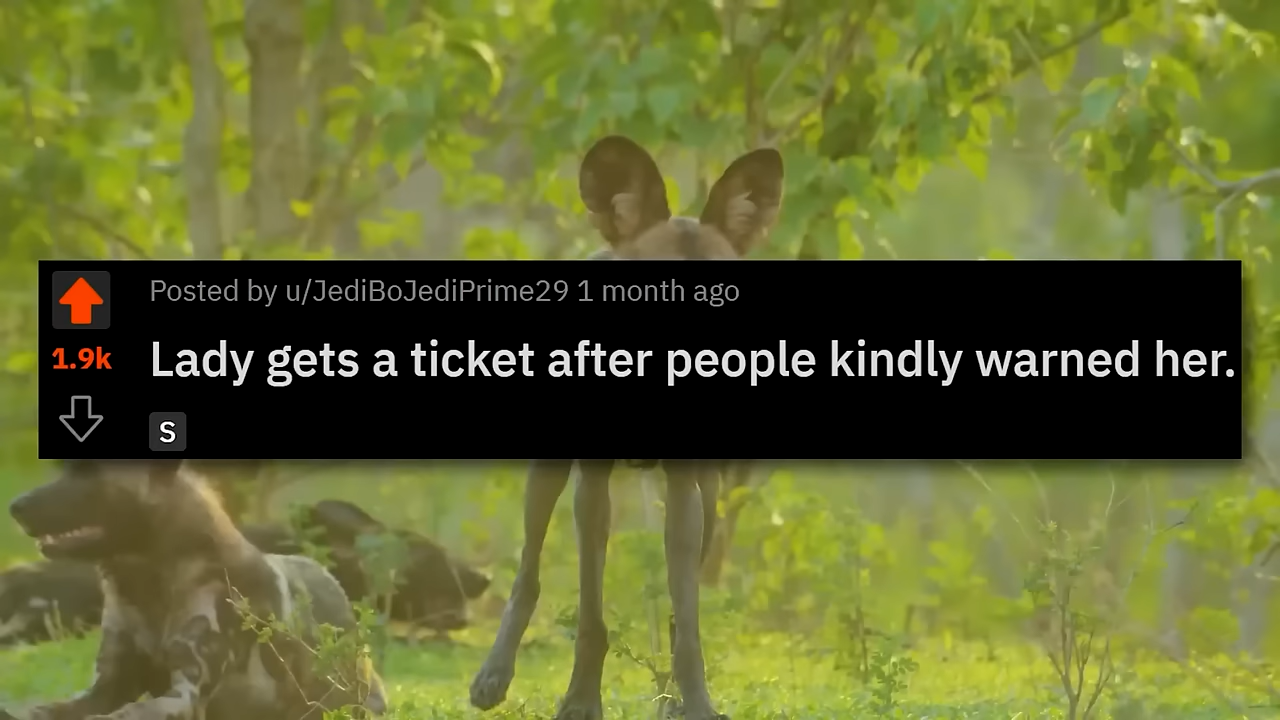 Posted by u/JediBoJediPrime29 1 month ago
1.9k
Lady gets a ticket after people kindly warned her.
S